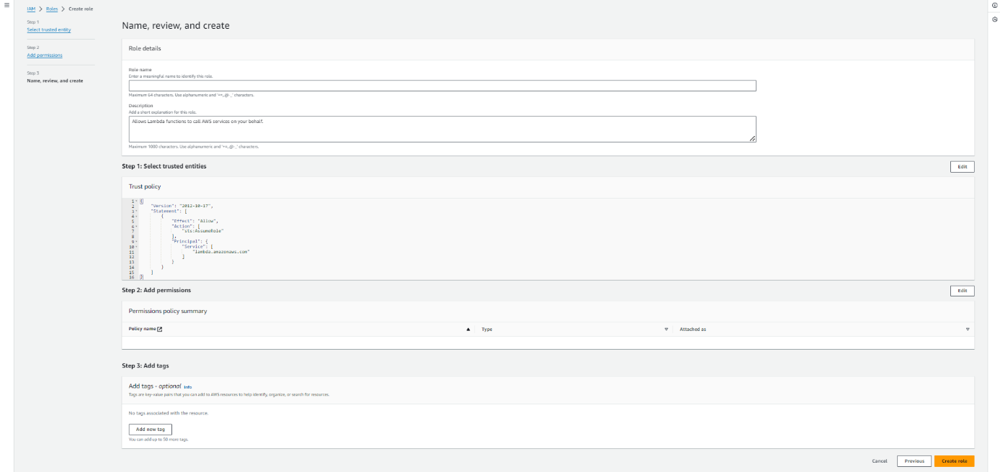 IAM > Roles > Create role
Step 1
Select trusted entity
Step 2
Add permissions
Step 3
Name, review, and create
Name, review, and create
Role details
Role name
Enter a meaningful name to identify this role.
Maximum 64 characters. Use alphanumeric and '+=,.@-_' characters.
Description
Add a short explanation for this role.
Allows Lambda functions to call AWS services on your behalf.
Maximum 1000 characters. Use alphanumeric and '+=,.@-_' characters.
Step 1: Select trusted entities
Edit
Trust policy
1 {
2 "Version": "2012-10-17",
3 "Statement": [
4 {
5 "Effect": "Allow",
6 "Action": [
7 "sts:AssumeRole"
8 ],
9 "Principal": {
10 "Service": [
11 "lambda.amazonaws.com"
12 ]
13 }
14 }
15 ]
16 }
Step 2: Add permissions
Edit
Permissions policy summary
Policy name Type Attached as
Step 3: Add tags
Add tags - optional Info
Tags are key-value pairs that you can add to AWS resources to help identify, organize, or search for resources.
No tags associated with the resource.
Add new tag
You can add up to 50 more tags.
Cancel Previous Create role